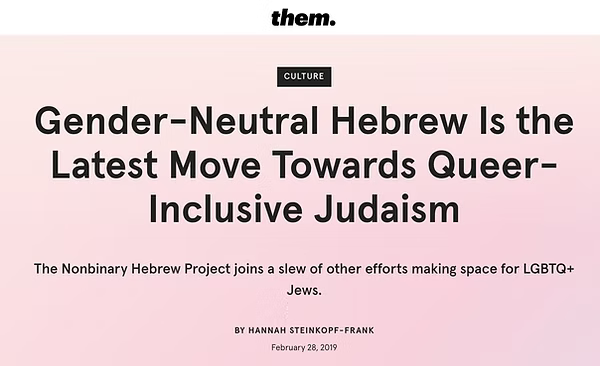 them.
CULTURE
Gender-Neutral Hebrew Is the
Latest Move Towards Queer-
Inclusive Judaism
The Nonbinary Hebrew Project joins a slew of other efforts making space for LGBTQ+
Jews.
BY HANNAH STEINKOPF-FRANK
February 28, 2019